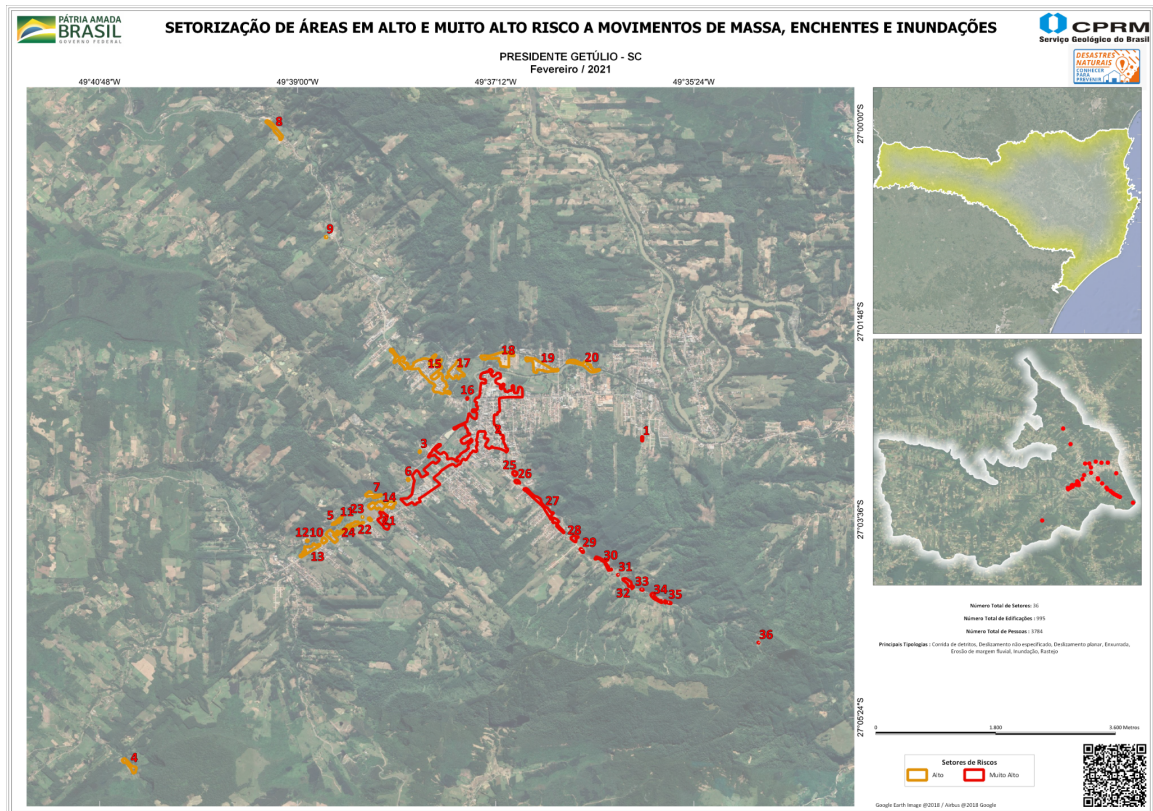 PÁTRIA AMADA
BRASIL
GOVERNO FEDERAL
SETORIZAÇÃO DE ÁREAS EM ALTO E MUITO ALTO RISCO A MOVIMENTOS DE MASSA, ENCHENTES E INUNDAÇÕES
CPRM
Serviço Geológico do Brasil
PRESIDENTE GETÚLIO - SC
Fevereiro / 2021
DESASTRES
NATURAIS
CONHECER
PARA
PREVENIR
49°40'48"W
49°39'00"W
49°37'12"W
49°35'24"W
27°00'00"S
27°01'48"S
27°03'36"S
27°05'24"S
8
9
15
17
18
19
20
16
2
1
3
6
25
26
7
14
27
5
11
23
21
22
24
12
10
13
28
29
30
31
32
33
34
35
36
4
Número Total de Setores: 36
Número Total de Edificações : 995
Número Total de Pessoas : 3784
Principais Tipologias : Corrida de detritos, Deslizamento não especificado, Deslizamento planar, Enxurrada,
Erosão de margem fluvial, Inundação, Rastejo
0
1.800
3.600 Metros
Setores de Riscos
Alto
Muito Alto
Google Earth Image @2018 / Airbus @2018 Google